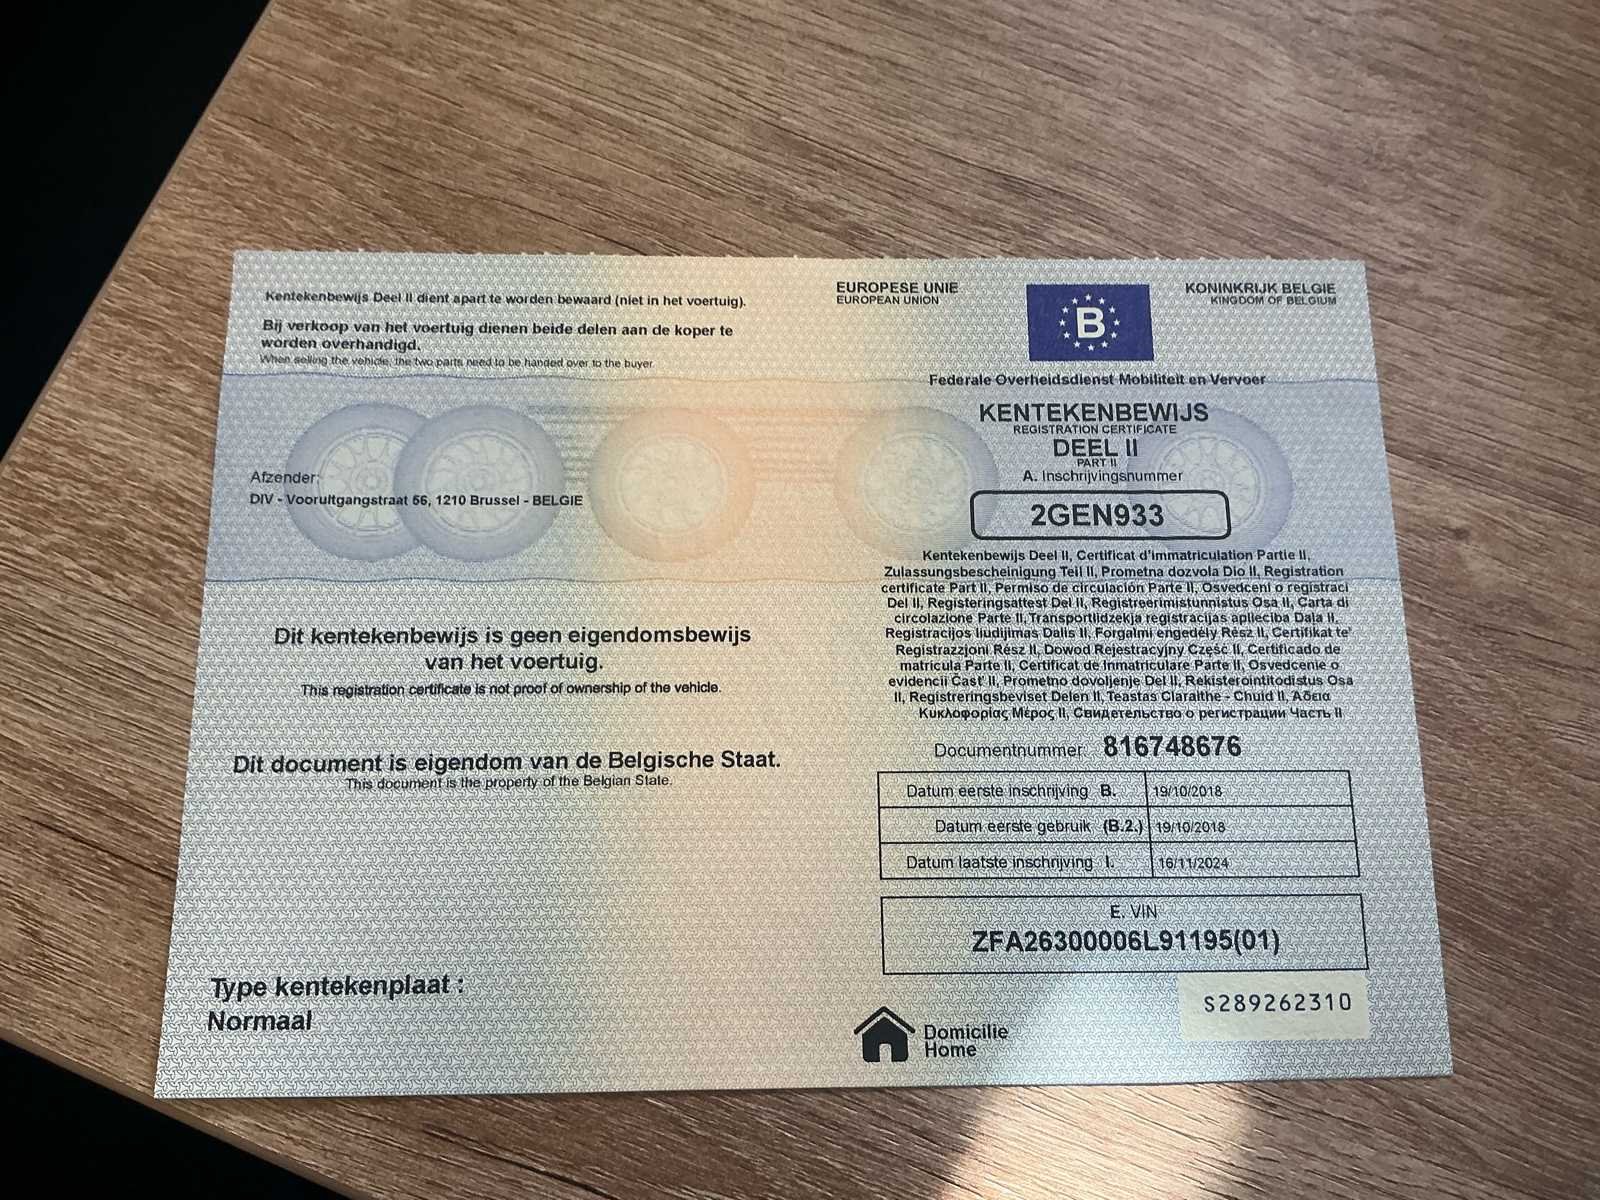 Kentekenbewijs Deel II dient apart te worden bewaard (niet in het voertuig).
Bij verkoop van het voertuig dienen beide delen aan de koper te
worden overhandigd.
When selling the vehicle, the two parts need to be handed over to the buyer.
Afzender:
DIV - Vooruitgangstraat 56, 1210 Brussel - BELGIE
Dit kentekenbewijs is geen eigendomsbewijs
van het voertuig.
This registration certificate is not proof of ownership of the vehicle.
Dit document is eigendom van de Belgische Staat.
This document is the property of the Belgian State.
Type kentekenplaat :
Normaal
EUROPESE UNIE
EUROPEAN UNION
B
KONINKRIJK BELGIE
KINGDOM OF BELGIUM
Federale Overheidsdienst Mobiliteit en Vervoer
KENTEKENBEWIJS
REGISTRATION CERTIFICATE
DEEL II
PART II
A. Inschrijvingsnummer
2GEN933
Kentekenbewijs Deel II, Certificat d'immatriculation Partie II,
Zulassungsbescheinigung Teil II, Prometna dozvola Dio II, Registration
certificate Part II, Permiso de circulación Parte II, Osvedceni o registraci
Del II, Registeringsattest Del II, Registreerimistunnistus Osa II, Carta di
circolazione Parte II, Transportlidzekja registracijas aplieciba Dala II,
Registracijos liudijimas Dalis II, Forgalmi engedély Rész II, Certifikat te'
Registrazzjoni Rész II, Dowod Rejestracyjny Część II, Certificado de
matricula Parte II, Certificat de Inmatriculare Parte II, Osvedcenie o
evidencii Časť II, Prometno dovoljenje Del II, Rekisterointitodistus Osa
II, Registreringsbeviset Delen II, Teastas Claraithe - Chuid II, Άδεια
Κυκλοφορίας Μέρος II, Свидетельство о регистрации Часть II
Documentnummer: 816748676
Datum eerste inschrijving B. 19/10/2018
Datum eerste gebruik (B.2.) 19/10/2018
Datum laatste inschrijving I. 16/11/2024
E. VIN
ZFA26300006L91195(01)
S289262310
Domicilie
Home